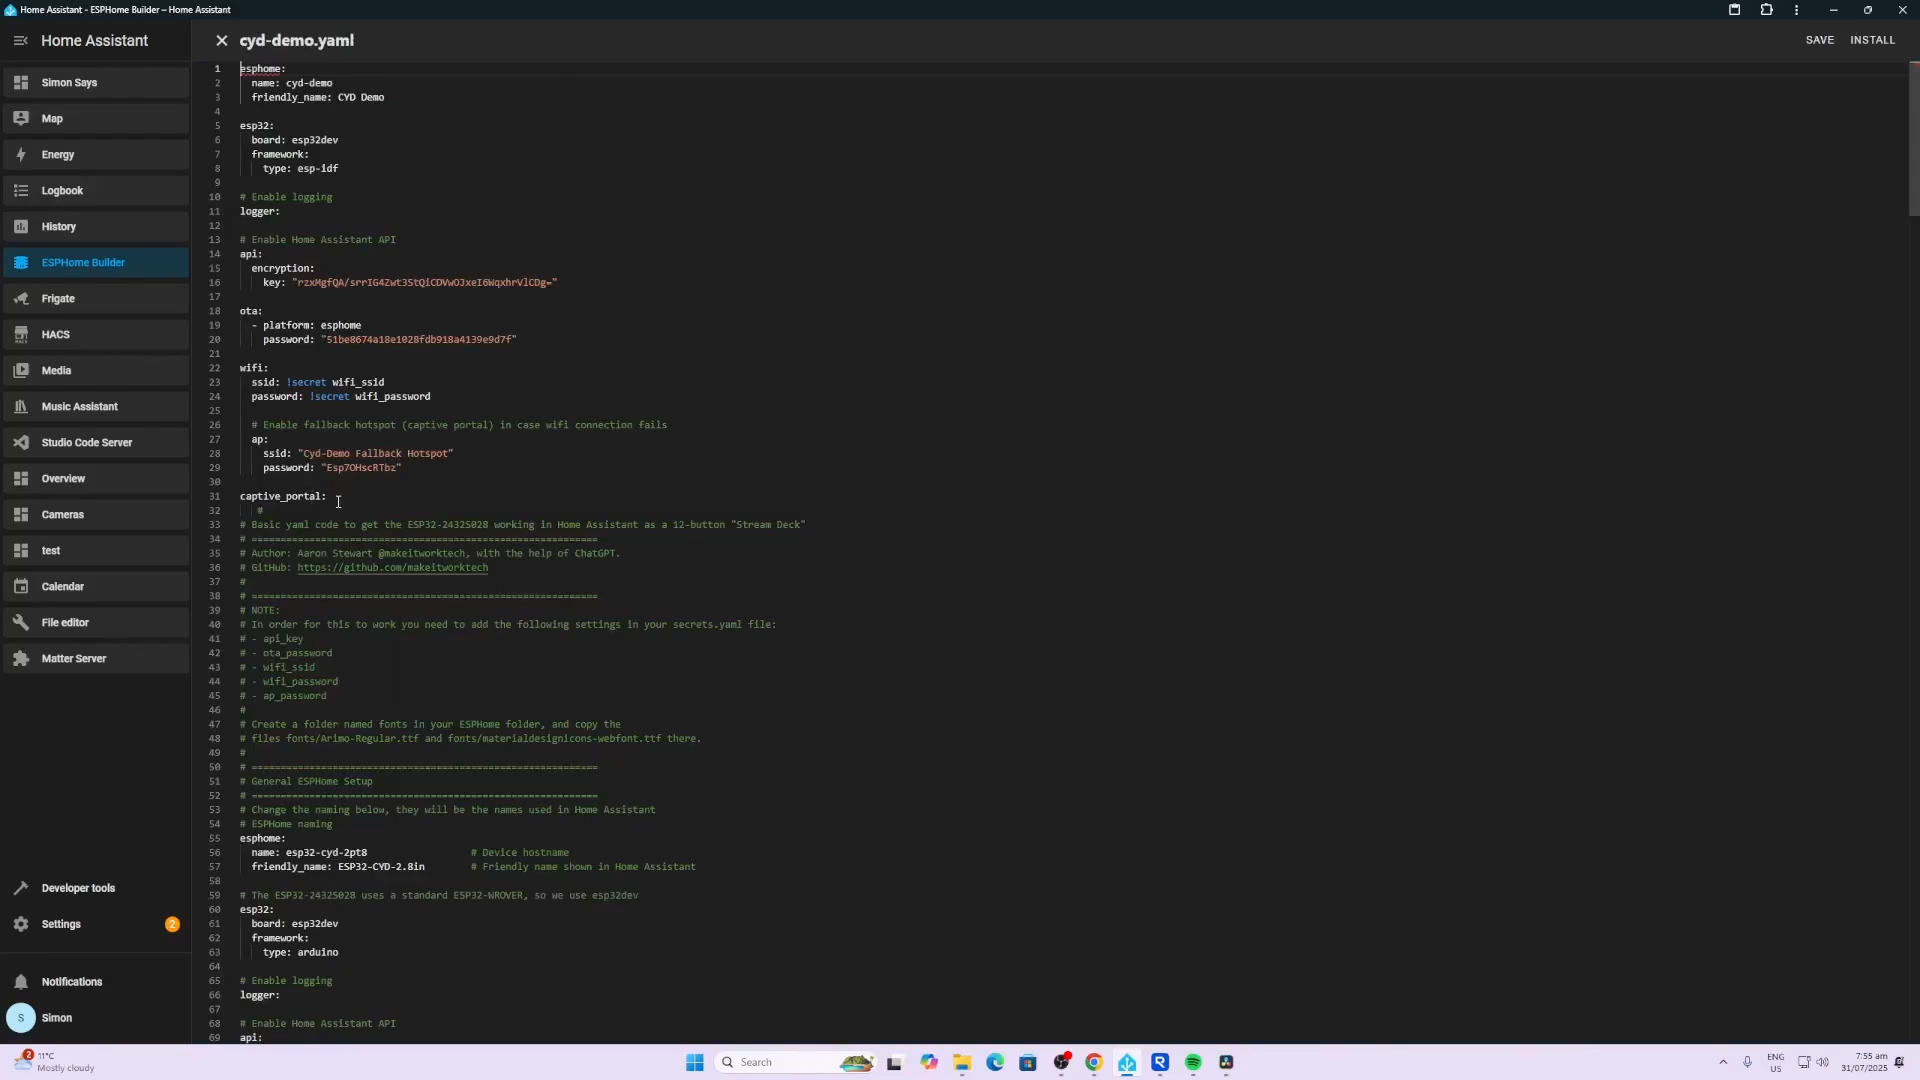 Home Assistant - ESPHome Builder – Home Assistant
Home Assistant
Simon Says
Map
Energy
Logbook
History
ESPHome Builder
Frigate
HACS
HACS
Media
Music Assistant
Studio Code Server
Overview
Cameras
test
Calendar
File editor
Matter Server
Developer tools
Settings
2
Notifications
S
Simon
cyd-demo.yaml
SAVE
INSTALL
1 esphome:
2 name: cyd-demo
3 friendly_name: CYD Demo
4
5 esp32:
6 board: esp32dev
7 framework:
8 type: esp-idf
9
10 # Enable logging
11 logger:
12
13 # Enable Home Assistant API
14 api:
15 encryption:
16 key: "rzxMgfQA/srrIG4Zwt3StQiCDVwOJxeI6WqxhrVlCDg="
17
18 ota:
19 - platform: esphome
20 password: "51be8674a18e1028fdb918a4139e9d7f"
21
22 wifi:
23 ssid: !secret wifi_ssid
24 password: !secret wifi_password
25
26 # Enable fallback hotspot (captive portal) in case wifi connection fails
27 ap:
28 ssid: "Cyd-Demo Fallback Hotspot"
29 password: "Esp7OHscRTbz"
30
31 captive_portal:
32 #
33 # Basic yaml code to get the ESP32-2432S028 working in Home Assistant as a 12-button "Stream Deck"
34 # ============================================================
35 # Author: Aaron Stewart @makeitworktech, with the help of ChatGPT.
36 # GitHub: https://github.com/makeitworktech
37 #
38 # ============================================================
39 # NOTE:
40 # In order for this to work you need to add the following settings in your secrets.yaml file:
41 # - api_key
42 # - ota_password
43 # - wifi_ssid
44 # - wifi_password
45 # - ap_password
46 #
47 # Create a folder named fonts in your ESPHome folder, and copy the
48 # files fonts/Arimo-Regular.ttf and fonts/materialdesignicons-webfont.ttf there.
49 #
50 # ============================================================
51 # General ESPHome Setup
52 # ============================================================
53 # Change the naming below, they will be the names used in Home Assistant
54 # ESPHome naming
55 esphome:
56 name: esp32-cyd-2pt8 # Device hostname
57 friendly_name: ESP32-CYD-2.8in # Friendly name shown in Home Assistant
58
59 # The ESP32-2432S028 uses a standard ESP32-WROVER, so we use esp32dev
60 esp32:
61 board: esp32dev
62 framework:
63 type: arduino
64
65 # Enable logging
66 logger:
67
68 # Enable Home Assistant API
69 api:
2
11°C
Mostly cloudy
Search
ENG
US
7:55 am
31/07/2025